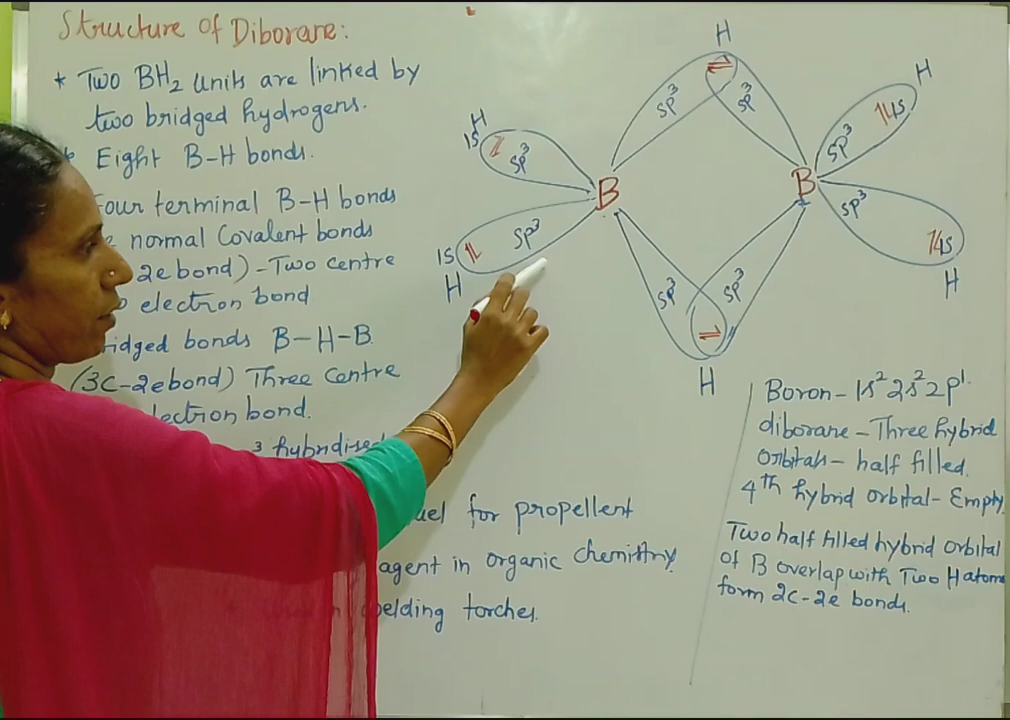 Structure of Diborane:
* Two BH2 units are linked by
two bridged hydrogens.
* Eight B-H bonds.
Four terminal B-H bonds
normal Covalent bonds
2e bond) - Two centre
electron bond
bonds B-H-B
(3C-2e bond) Three Centre
bond.
3 hybridised
for propellent
agent in organic chemistry
welding torches.
H
H
1S
SP3
SP3
1S
H
B
SP3
SP3
H
B
SP3
1S
H
SP3
1S
H
SP3
SP3
H
Boron - 1s2 2s2 2p1.
diborane - Three hybrid
Orbitals - half filled.
4th hybrid orbital - Empty
Two half filled hybrid orbital
of B overlap with Two H atoms
form 2c-2e bonds.